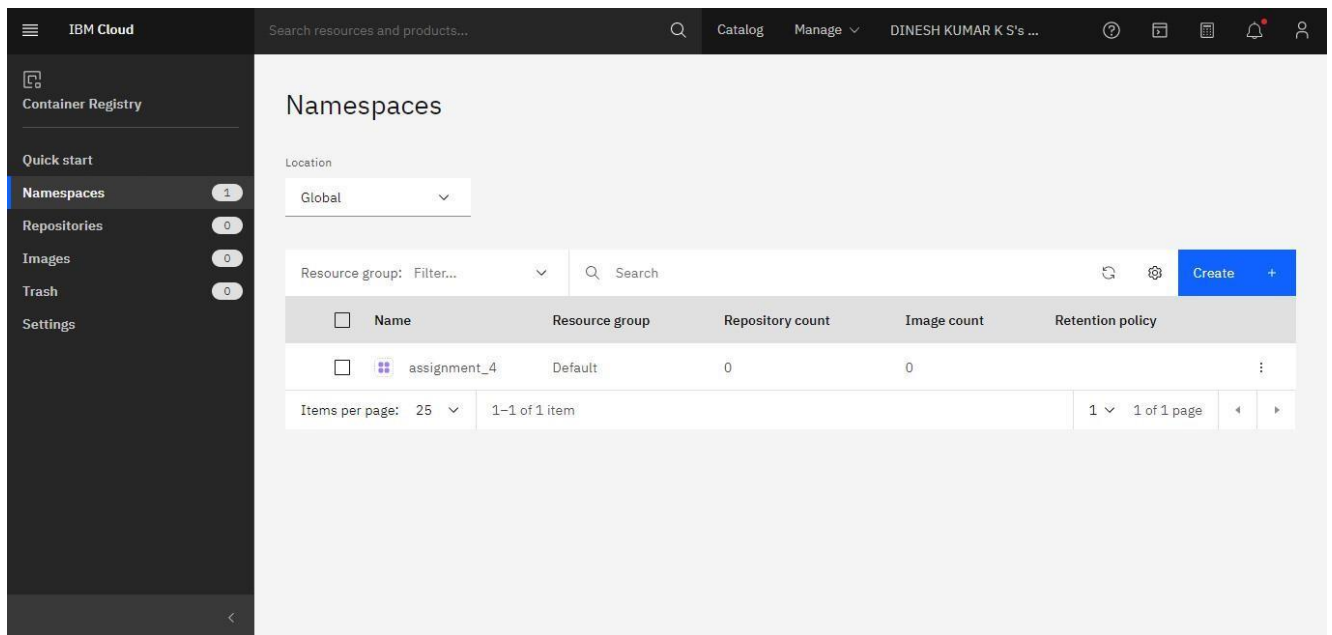 IBM Cloud
Search resources and products...
Catalog
Manage
DINESH KUMAR K S's ...
Container Registry
Quick start
Namespaces 1
Repositories 0
Images 0
Trash 0
Settings
Namespaces
Location
Global
Resource group: Filter...
Search
Create +
Name Resource group Repository count Image count Retention policy
assignment_4 Default 0 0
Items per page: 25 1–1 of 1 item 1 1 of 1 page